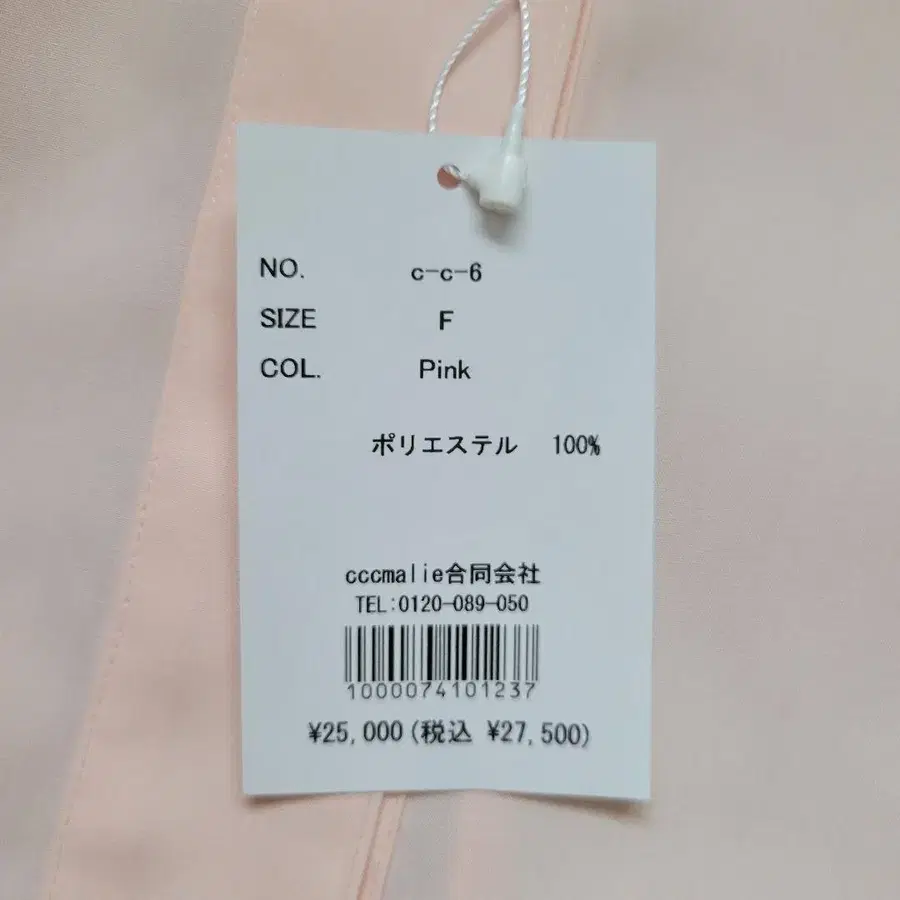 NO. c-c-6
SIZE F
COL. Pink
ポリエステル 100%
cccmalie合同会社
TEL:0120-089-050
1000074101237
¥25,000(税込 ¥27,500)